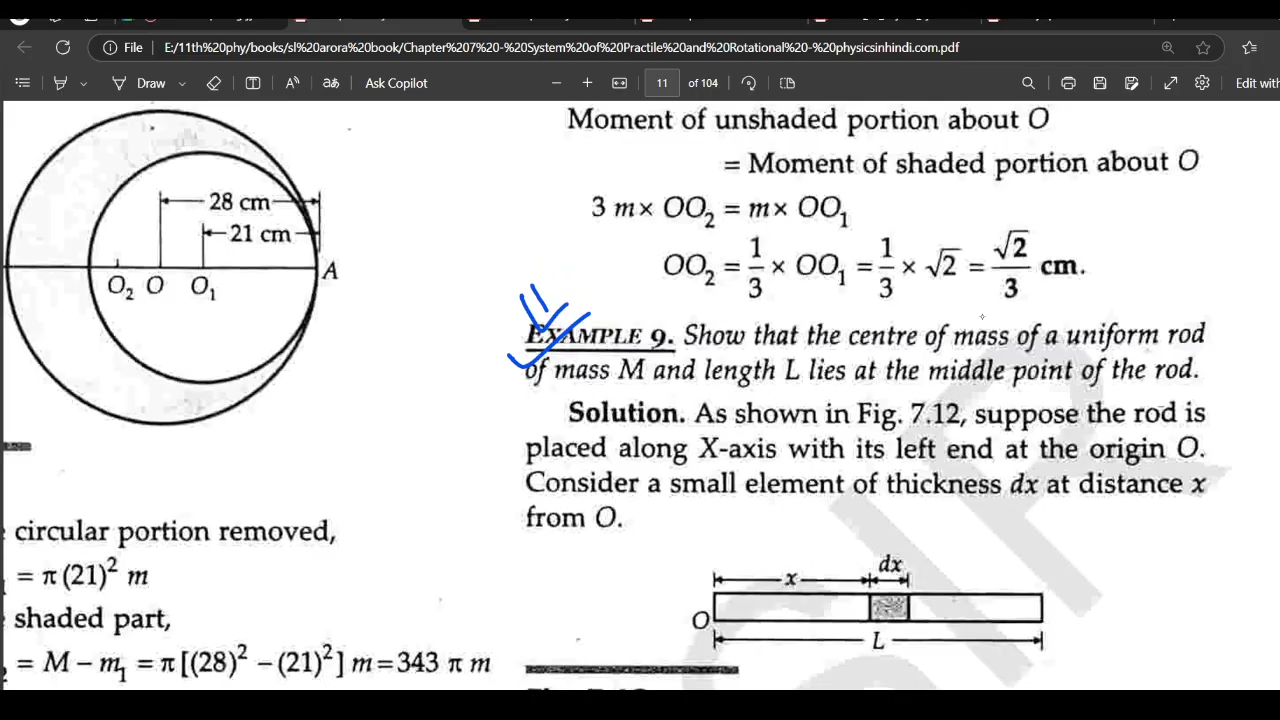 File
E:/11th%20phy/books/sl%20arora%20book/Chapter%207%20-%20System%20of%20Practile%20and%20Rotational%20-%20physicsinhindi.com.pdf
Draw
aあ
Ask Copilot
11 of 104
Edit with
28 cm
21 cm
O₂ O O₁ A
circular portion removed,
= π (21)² m
shaded part,
= M − m₁ = π [(28)² − (21)²] m = 343 π m
Moment of unshaded portion about O
= Moment of shaded portion about O
3 m × OO₂ = m × OO₁
OO₂ = 1/3 × OO₁ = 1/3 × √2 = √2/3 cm.
EXAMPLE 9. Show that the centre of mass of a uniform rod
of mass M and length L lies at the middle point of the rod.
Solution. As shown in Fig. 7.12, suppose the rod is
placed along X-axis with its left end at the origin O.
Consider a small element of thickness dx at distance x
from O.
dx
x
O
L